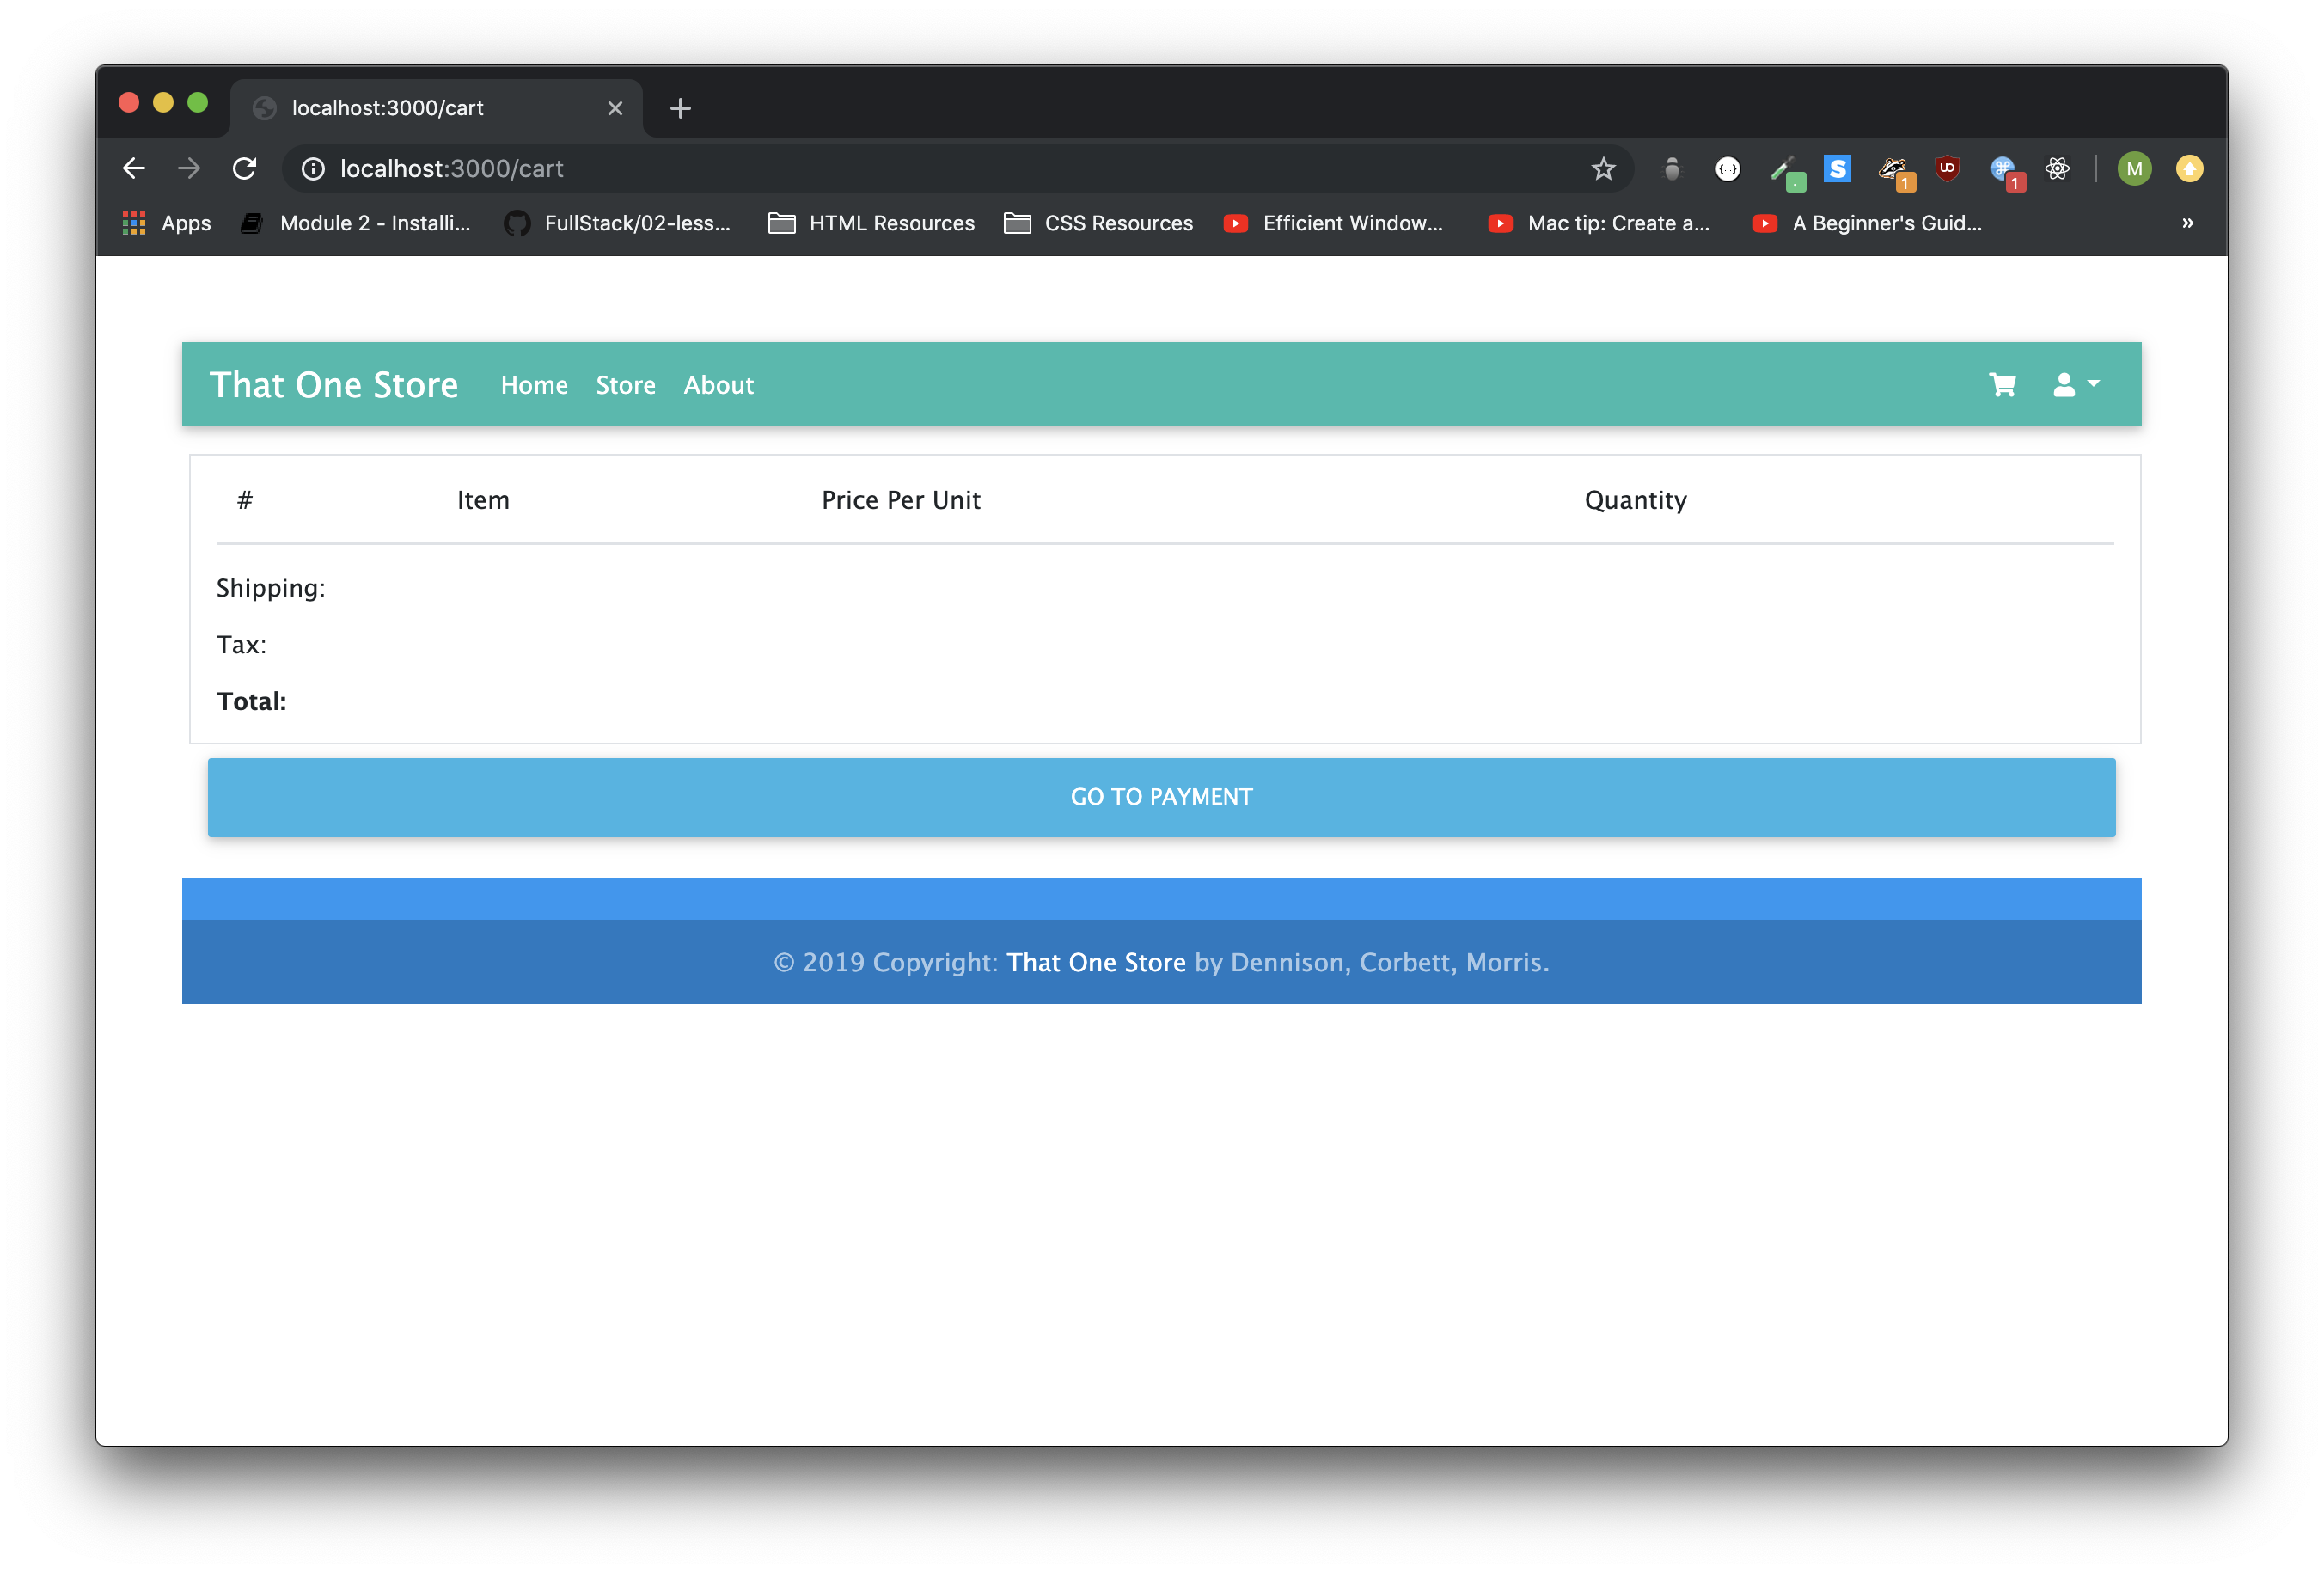 localhost:3000/cart
localhost:3000/cart
1
1
M
Apps
Module 2 - Installi...
FullStack/02-less...
HTML Resources
CSS Resources
Efficient Window...
Mac tip: Create a...
A Beginner's Guid...
»
That One Store
Home
Store
About
# Item Price Per Unit Quantity
Shipping:
Tax:
Total:
GO TO PAYMENT
© 2019 Copyright: That One Store by Dennison, Corbett, Morris.